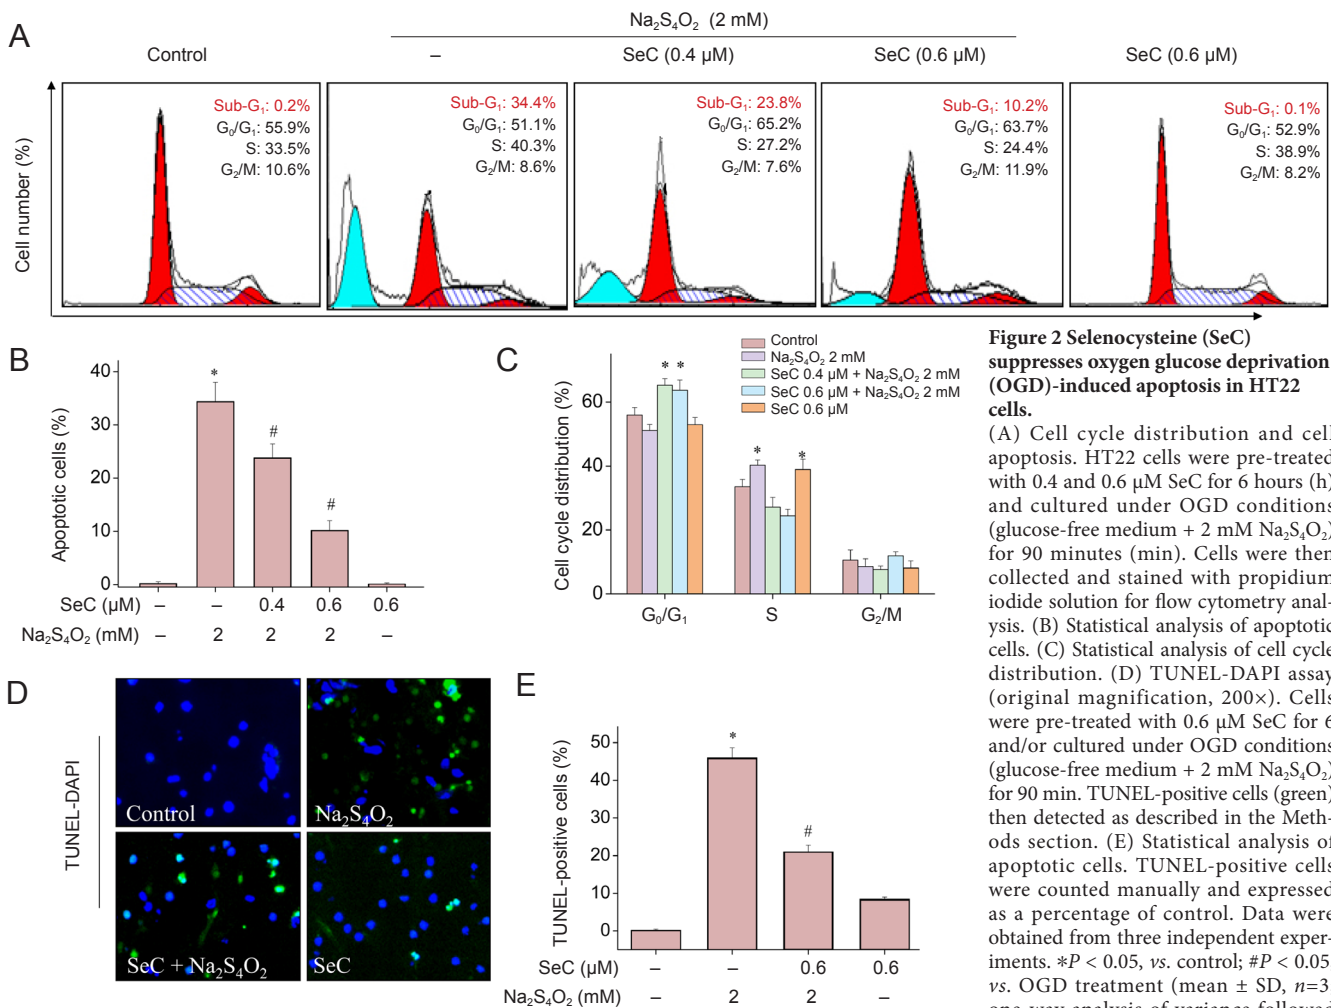 A
Na₂S₄O₂ (2 mM)
Control
–
SeC (0.4 µM)
SeC (0.6 µM)
SeC (0.6 µM)
Cell number (%)
Sub-G₁: 0.2%
G₀/G₁: 55.9%
S: 33.5%
G₂/M: 10.6%
Sub-G₁: 34.4%
G₀/G₁: 51.1%
S: 40.3%
G₂/M: 8.6%
Sub-G₁: 23.8%
G₀/G₁: 65.2%
S: 27.2%
G₂/M: 7.6%
Sub-G₁: 10.2%
G₀/G₁: 63.7%
S: 24.4%
G₂/M: 11.9%
Sub-G₁: 0.1%
G₀/G₁: 52.9%
S: 38.9%
G₂/M: 8.2%
B
Apoptotic cells (%)
40
30
20
10
0
*
#
#
SeC (µM) – – 0.4 0.6 0.6
Na₂S₄O₂ (mM) – 2 2 2 –
C
Cell cycle distribution (%)
60
40
20
0
Control
Na₂S₄O₂ 2 mM
SeC 0.4 µM + Na₂S₄O₂ 2 mM
SeC 0.6 µM + Na₂S₄O₂ 2 mM
SeC 0.6 µM
* *
* *
G₀/G₁ S G₂/M
D
TUNEL-DAPI
Control
Na₂S₄O₂
SeC + Na₂S₄O₂
SeC
E
TUNEL-positive cells (%)
50
40
30
20
10
0
*
#
SeC (µM) – – 0.6 0.6
Na₂S₄O₂ (mM) – 2 2 –
Figure 2 Selenocysteine (SeC)
suppresses oxygen glucose deprivation
(OGD)-induced apoptosis in HT22
cells.
(A) Cell cycle distribution and cell
apoptosis. HT22 cells were pre-treated
with 0.4 and 0.6 µM SeC for 6 hours (h)
and cultured under OGD conditions
(glucose-free medium + 2 mM Na₂S₄O₂)
for 90 minutes (min). Cells were then
collected and stained with propidium
iodide solution for flow cytometry anal-
ysis. (B) Statistical analysis of apoptotic
cells. (C) Statistical analysis of cell cycle
distribution. (D) TUNEL-DAPI assay
(original magnification, 200×). Cells
were pre-treated with 0.6 µM SeC for 6
and/or cultured under OGD conditions
(glucose-free medium + 2 mM Na₂S₄O₂)
for 90 min. TUNEL-positive cells (green)
then detected as described in the Meth-
ods section. (E) Statistical analysis of
apoptotic cells. TUNEL-positive cells
were counted manually and expressed
as a percentage of control. Data were
obtained from three independent exper-
iments. *P < 0.05, vs. control; #P < 0.05
vs. OGD treatment (mean ± SD, n=3
one-way analysis of variance followed